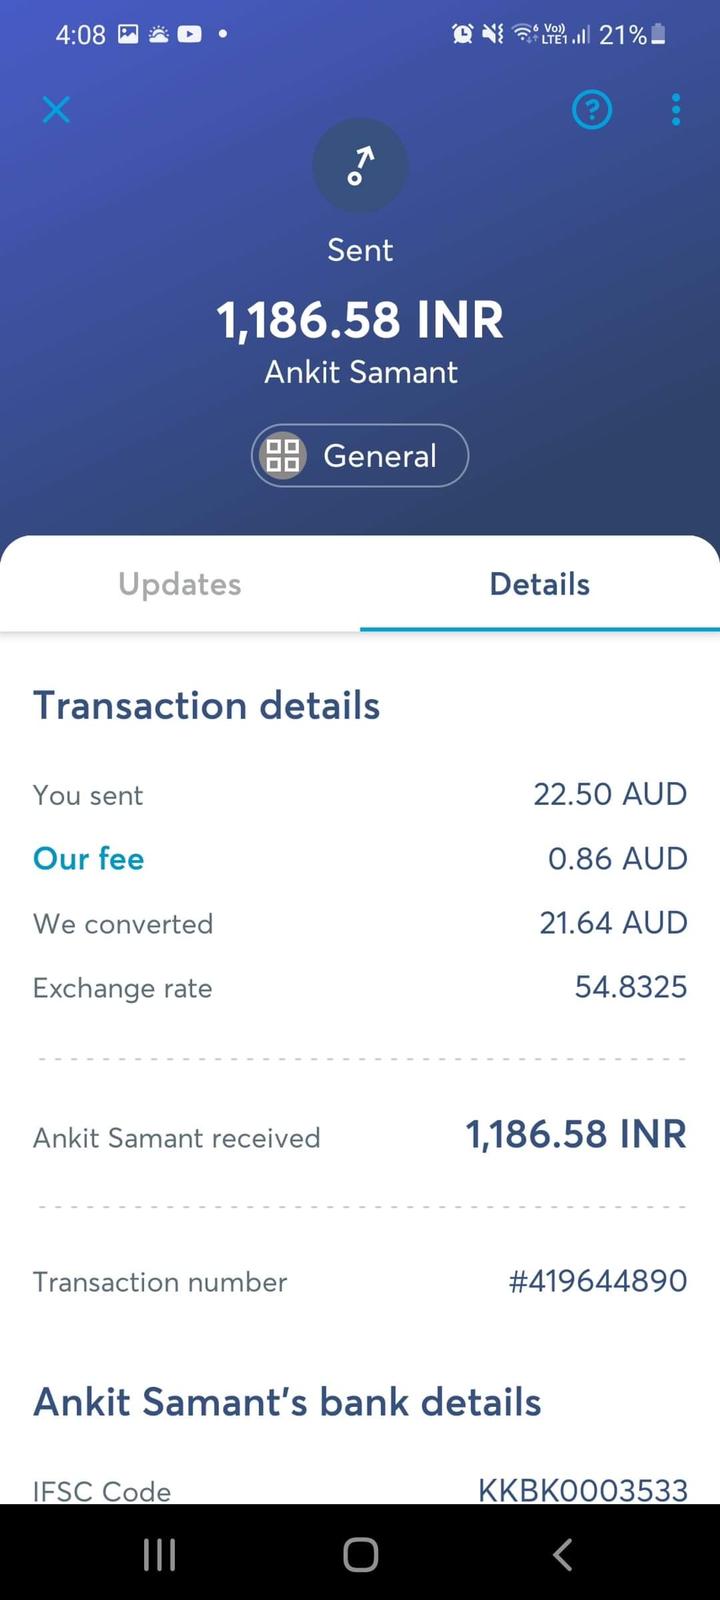 4:08 21%
Vo))
LTE1
6
?
Sent
1,186.58 INR
Ankit Samant
General
Updates Details
Transaction details
You sent 22.50 AUD
Our fee 0.86 AUD
We converted 21.64 AUD
Exchange rate 54.8325
Ankit Samant received 1,186.58 INR
Transaction number #419644890
Ankit Samant's bank details
IFSC Code KKBK0003533